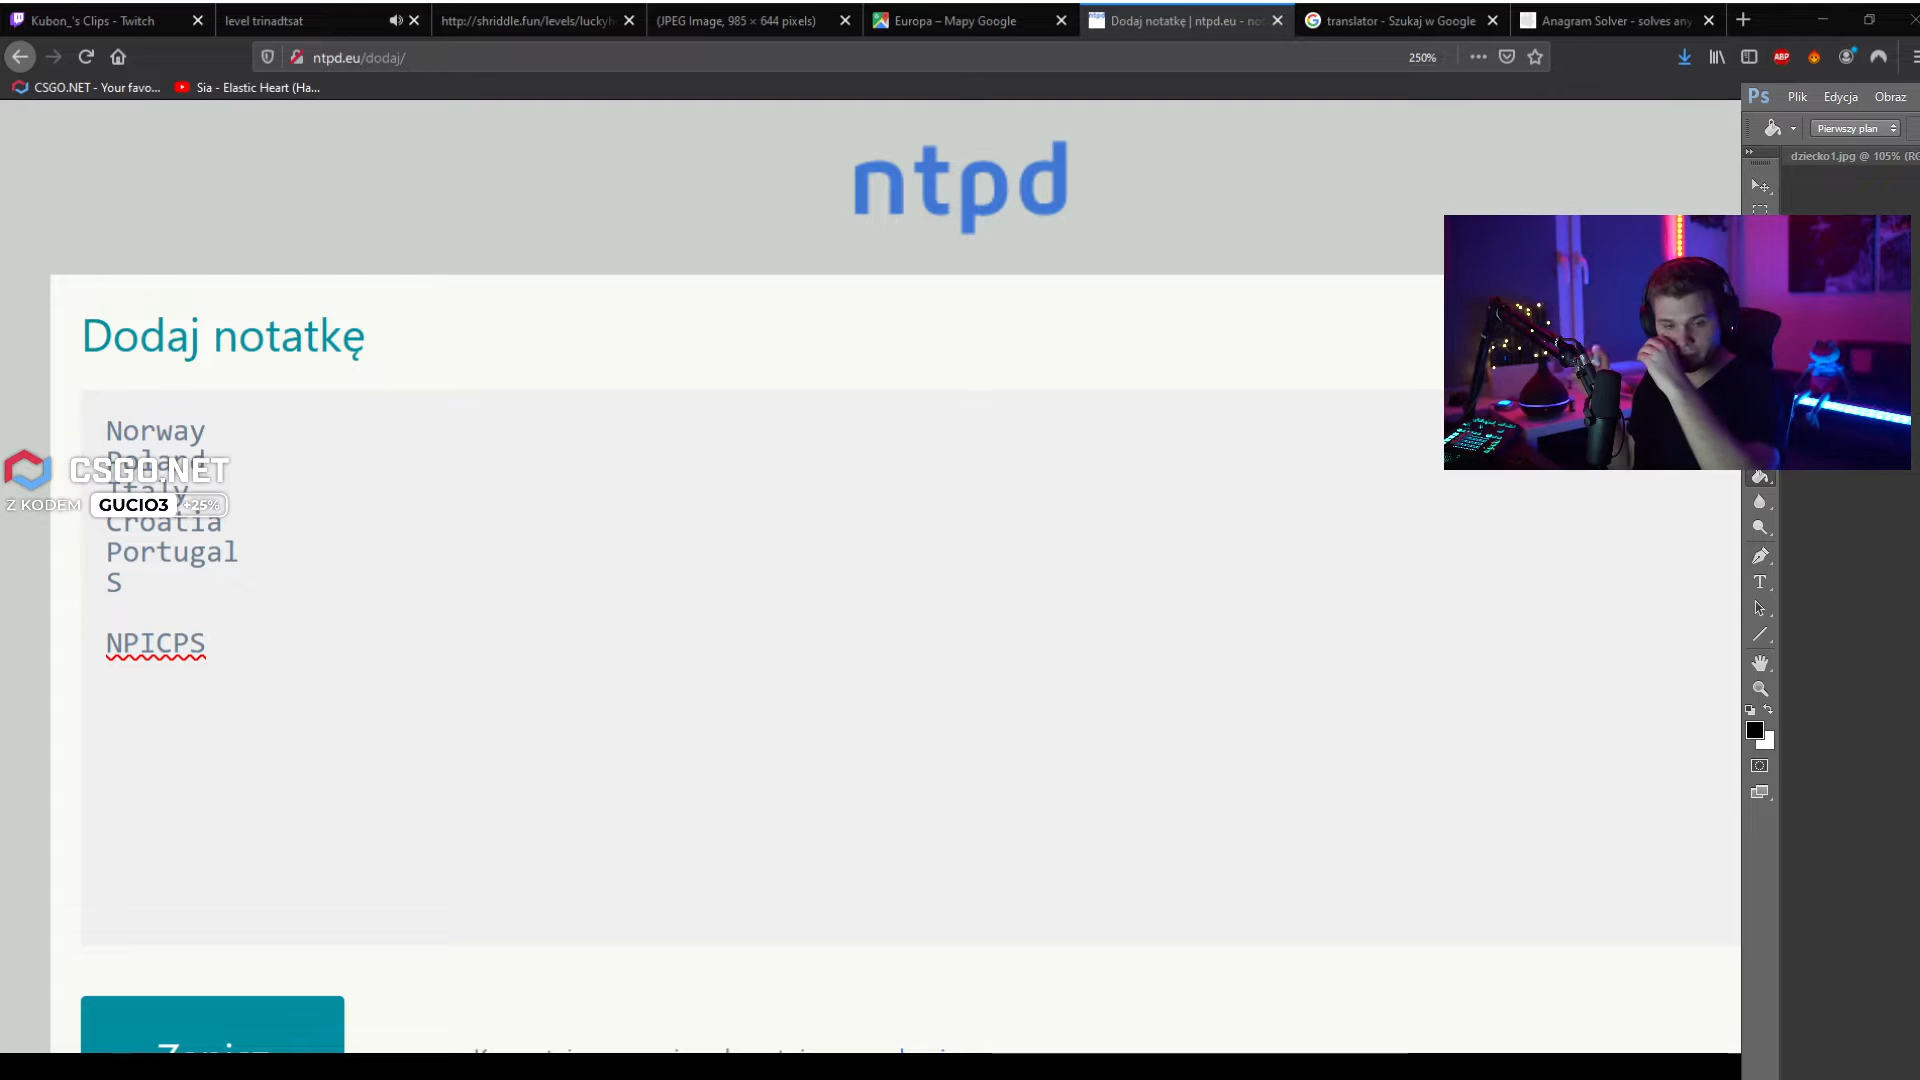 Kubon_'s Clips - Twitch
level trinadtsat
http://shriddle.fun/levels/luckyh
(JPEG Image, 985 × 644 pixels)
Europa – Mapy Google
Dodaj notatkę | ntpd.eu - no
translator - Szukaj w Google
Anagram Solver - solves any
ntpd.eu/dodaj/
250%
ABP
CSGO.NET - Your favo...
Sia - Elastic Heart (Ha...
Ps
Plik
Edycja
Obraz
Pierwszy plan
dziecko1.jpg @ 105% (RG
ntpd
Dodaj notatkę
Norway
Poland
Italy
Croatia
Portugal
S
NPICPS
CSGO.NET
Z KODEM GUCIO3 +25%